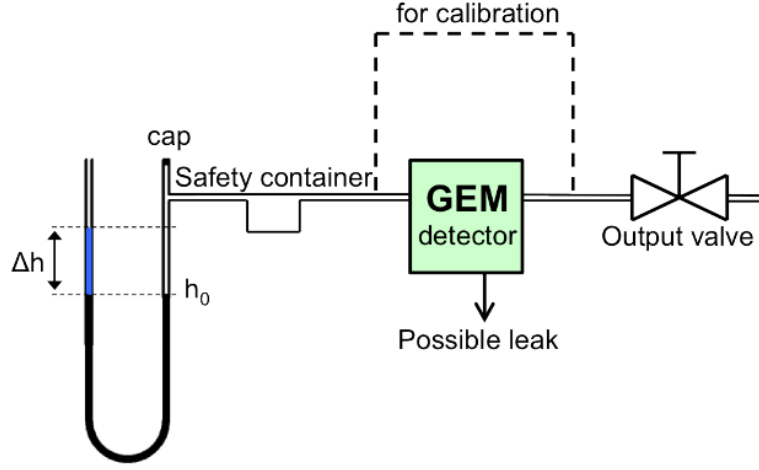 for calibration
cap
Safety container
GEM
detector
Output valve
Δh
h₀
Possible leak